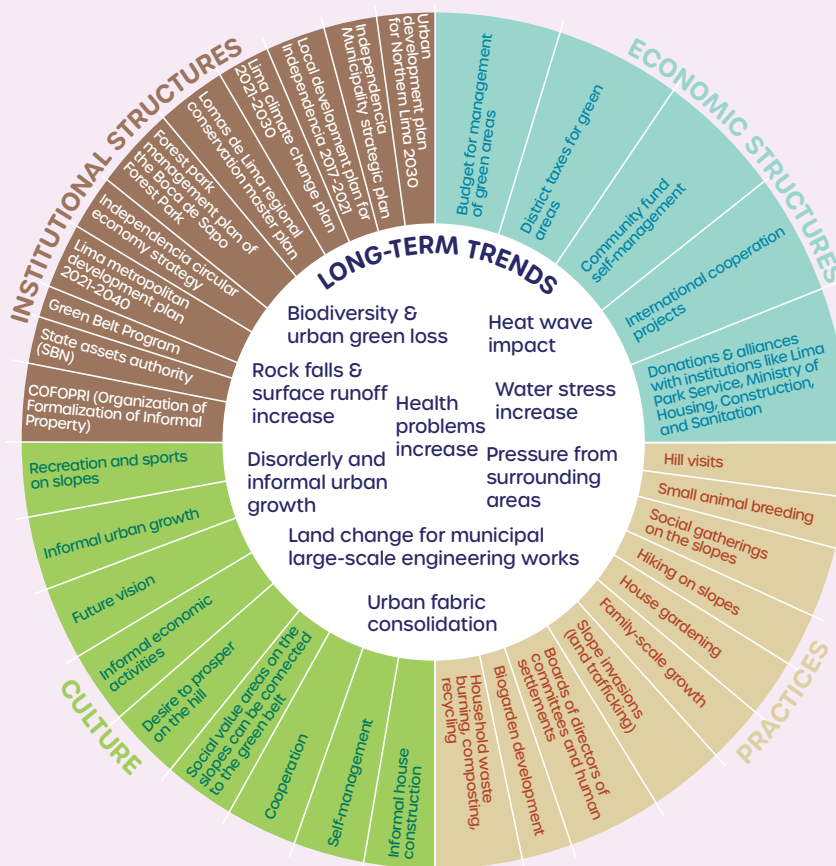 INSTITUTIONAL STRUCTURES
Urban
development plan
for Northern Lima 2030
Independencia
Municipality strategic plan
Local development plan for
Independencia 2017-2021
Lima climate change plan
2021-2030
Lomas de Lima regional
conservation master plan
Forest park
management plan of
the Boca de Sapo
Forest Park
Independencia circular
economy strategy
Lima metropolitan
development plan
2021-2040
Green Belt Program
State assets authority
(SBN)
COFOPRI (Organization of
Formalization of Informal
Property)
ECONOMIC STRUCTURES
Budget for management
of green areas
District taxes for green
areas
Community fund
self-management
International cooperation
projects
Donations & alliances
with institutions like Lima
Park Service, Ministry of
Housing, Construction,
and Sanitation
LONG-TERM TRENDS
Biodiversity &
urban green loss
Heat wave
impact
Rock falls &
surface runoff
increase
Health
problems
increase
Water stress
increase
Disorderly and
informal urban
growth
Pressure from
surrounding
areas
Land change for municipal
large-scale engineering works
Urban fabric
consolidation
PRACTICES
Hill visits
Small animal breeding
Social gatherings
on the slopes
Hiking on slopes
House gardening
Family-scale growth
Slope invasions
(land trafficking)
Boards of directors of
committees and human
settlements
Biogarden development
Household waste
burning, composting,
recycling
CULTURE
Recreation and sports
on slopes
Informal urban growth
Future vision
Informal economic
activities
Desire to prosper
on the hill
Social value areas on the
slopes can be connected
to the green belt
Cooperation
Self-management
Informal house
construction